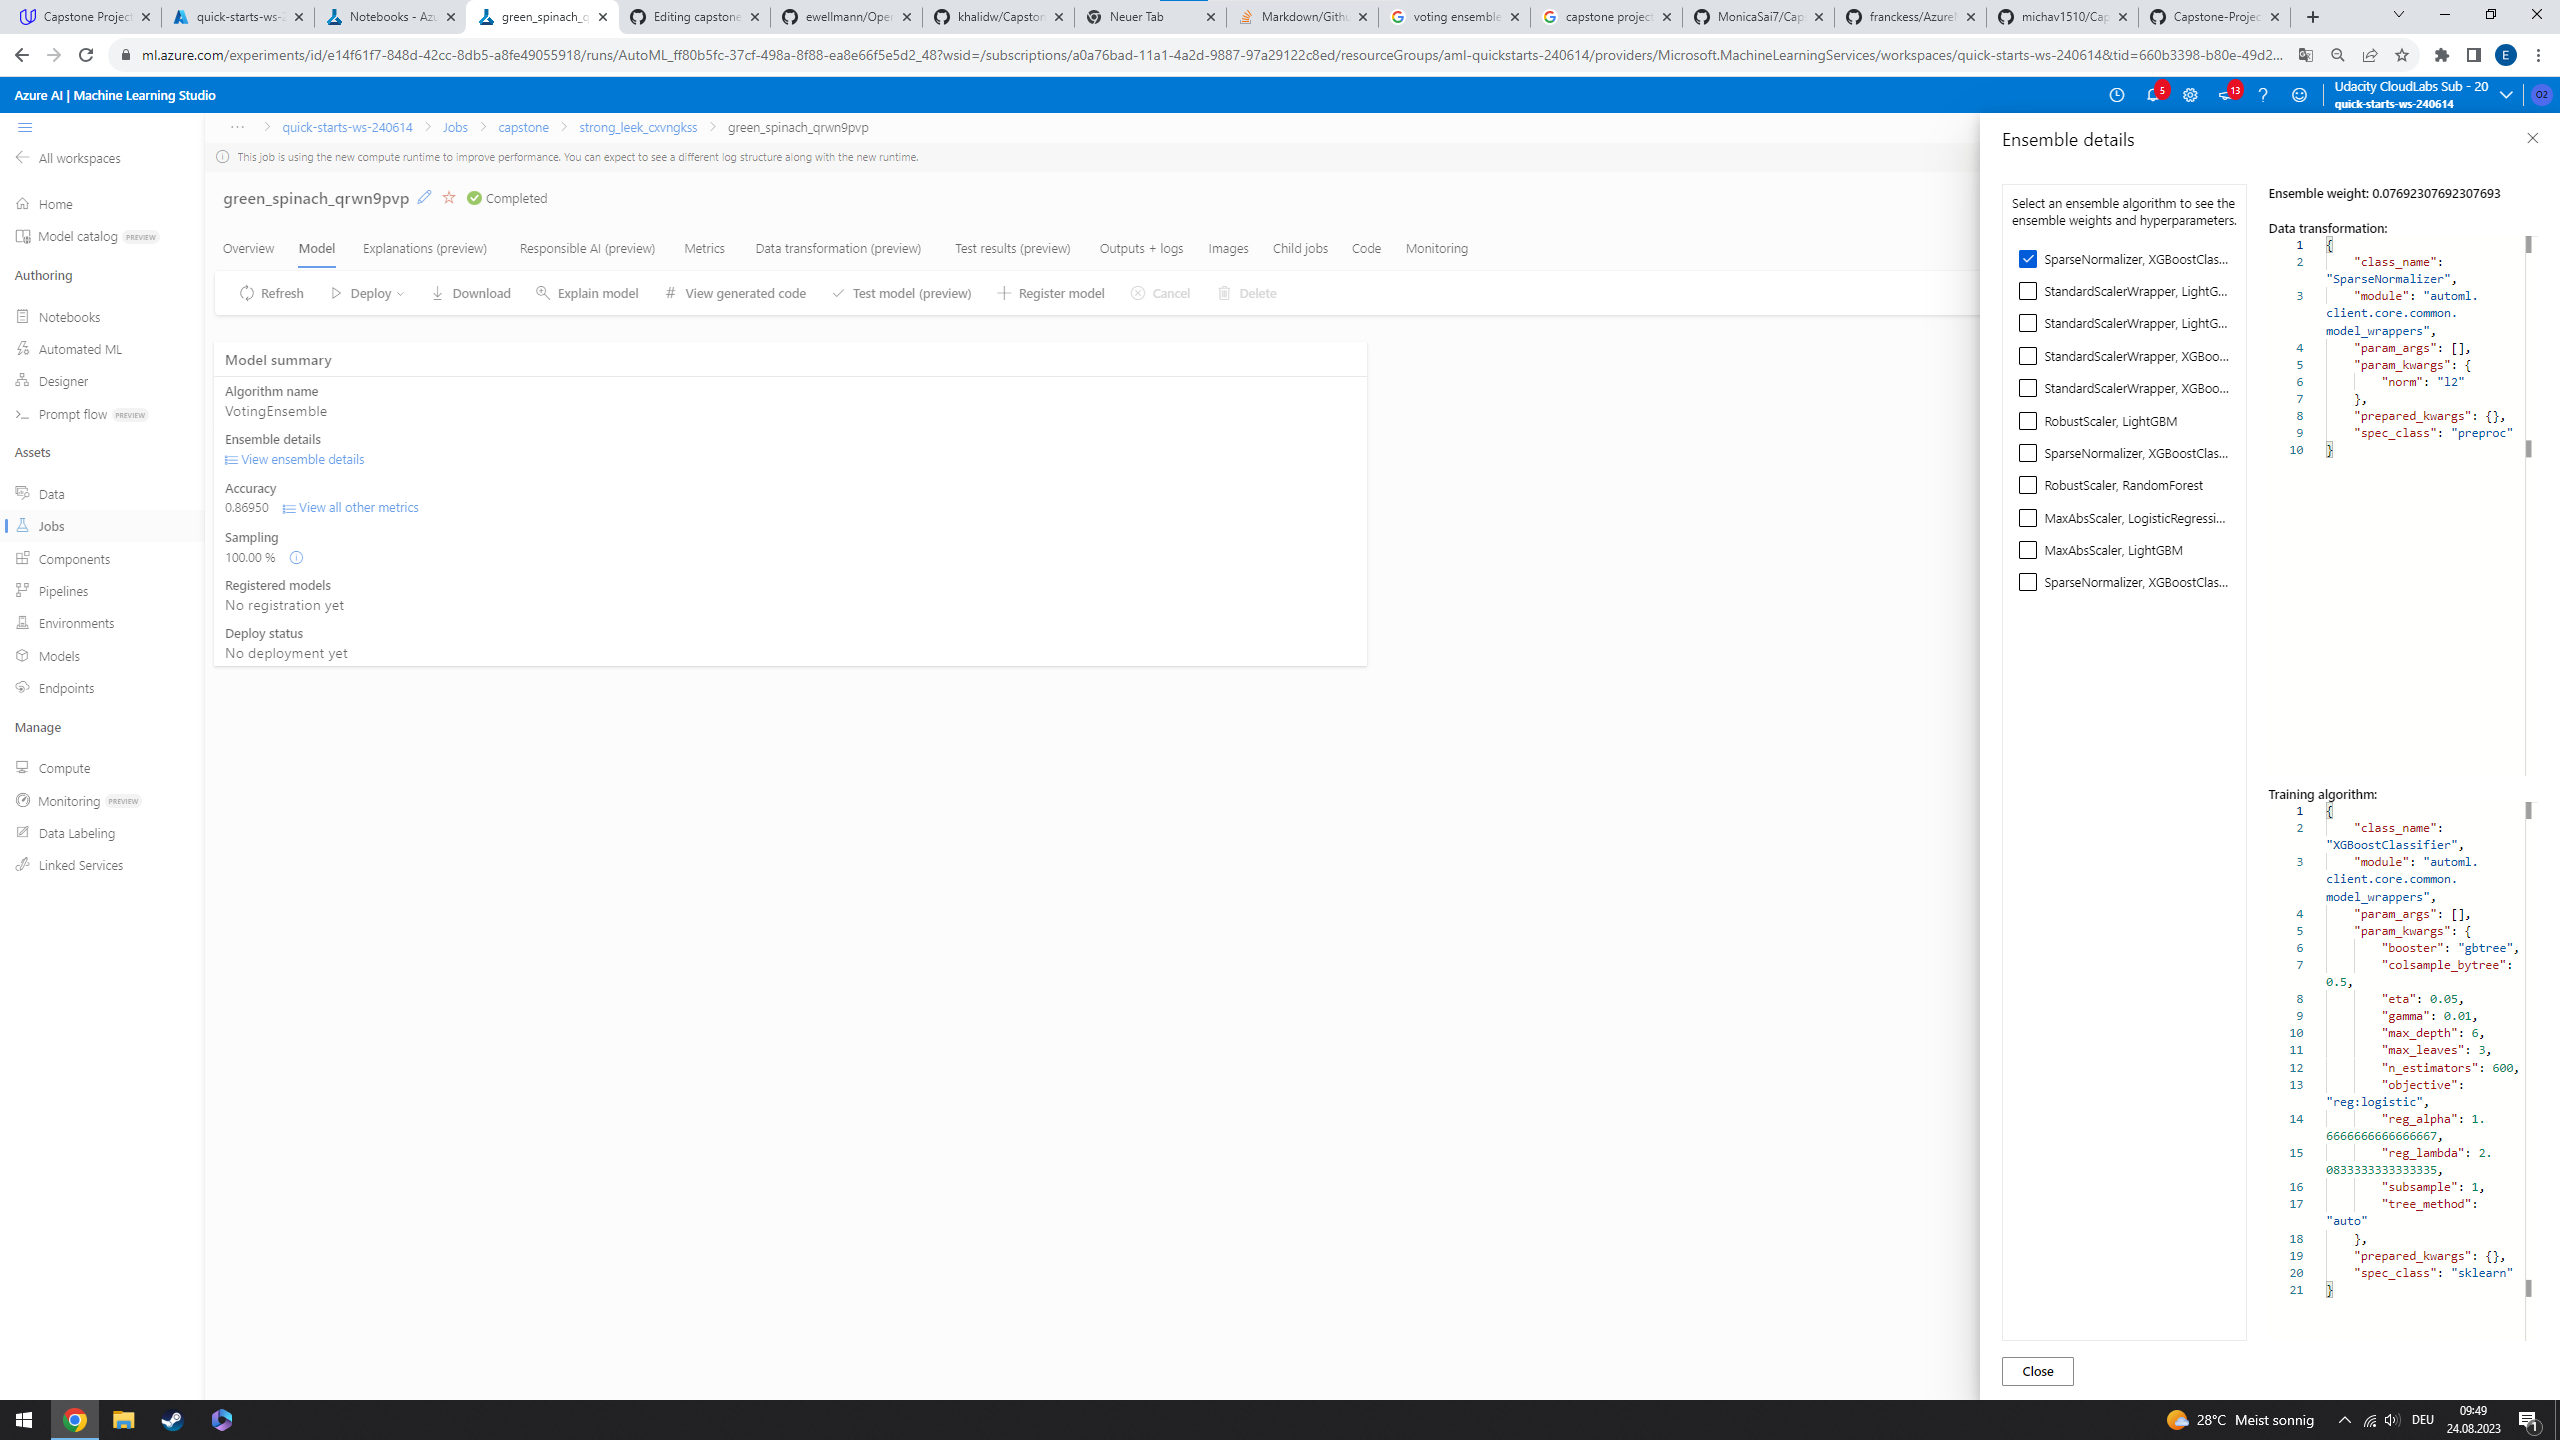 Capstone Project
quick-starts-ws-2
Notebooks - Azu
green_spinach_q
Editing capstone
ewellmann/Oper
khalidw/Capston
Neuer Tab
Markdown/Githu
voting ensemble
capstone project
MonicaSai7/Cap
franckess/AzureM
michav1510/Cap
Capstone-Projec
ml.azure.com/experiments/id/e14f61f7-848d-42cc-8db5-a8fe49055918/runs/AutoML_ff80b5fc-37cf-498a-8f88-ea8e66f5e5d2_48?wsid=/subscriptions/a0a76bad-11a1-4a2d-9887-97a29122c8ed/resourceGroups/aml-quickstarts-240614/providers/Microsoft.MachineLearningServices/workspaces/quick-starts-ws-240614&tid=660b3398-b80e-49d2...
E
Azure AI | Machine Learning Studio
5
13
Udacity CloudLabs Sub - 20
quick-starts-ws-240614
O2
All workspaces
Home
Model catalog PREVIEW
Authoring
Notebooks
Automated ML
Designer
Prompt flow PREVIEW
Assets
Data
Jobs
Components
Pipelines
Environments
Models
Endpoints
Manage
Compute
Monitoring PREVIEW
Data Labeling
Linked Services
... > quick-starts-ws-240614 > Jobs > capstone > strong_leek_cxvngkss > green_spinach_qrwn9pvp
This job is using the new compute runtime to improve performance. You can expect to see a different log structure along with the new runtime.
green_spinach_qrwn9pvp Completed
Overview Model Explanations (preview) Responsible AI (preview) Metrics Data transformation (preview) Test results (preview) Outputs + logs Images Child jobs Code Monitoring
Refresh Deploy Download Explain model # View generated code Test model (preview) Register model Cancel Delete
Model summary
Algorithm name
VotingEnsemble
Ensemble details
View ensemble details
Accuracy
0.86950 View all other metrics
Sampling
100.00 %
Registered models
No registration yet
Deploy status
No deployment yet
Ensemble details
Select an ensemble algorithm to see the
ensemble weights and hyperparameters.
SparseNormalizer, XGBoostClas...
StandardScalerWrapper, LightG...
StandardScalerWrapper, LightG...
StandardScalerWrapper, XGBoo...
StandardScalerWrapper, XGBoo...
RobustScaler, LightGBM
SparseNormalizer, XGBoostClas...
RobustScaler, RandomForest
MaxAbsScaler, LogisticRegressi...
MaxAbsScaler, LightGBM
SparseNormalizer, XGBoostClas...
Ensemble weight: 0.07692307692307693
Data transformation:
1 {
2 "class_name":
"SparseNormalizer",
3 "module": "automl.
client.core.common.
model_wrappers",
4 "param_args": [],
5 "param_kwargs": {
6 "norm": "l2"
7 },
8 "prepared_kwargs": {},
9 "spec_class": "preproc"
10 }
Training algorithm:
1 {
2 "class_name":
"XGBoostClassifier",
3 "module": "automl.
client.core.common.
model_wrappers",
4 "param_args": [],
5 "param_kwargs": {
6 "booster": "gbtree",
7 "colsample_bytree":
0.5,
8 "eta": 0.05,
9 "gamma": 0.01,
10 "max_depth": 6,
11 "max_leaves": 3,
12 "n_estimators": 600,
13 "objective":
"reg:logistic",
14 "reg_alpha": 1.
6666666666666667,
15 "reg_lambda": 2.
0833333333333335,
16 "subsample": 1,
17 "tree_method":
"auto"
18 },
19 "prepared_kwargs": {},
20 "spec_class": "sklearn"
21 }
Close
28°C Meist sonnig
DEU
09:49
24.08.2023
1